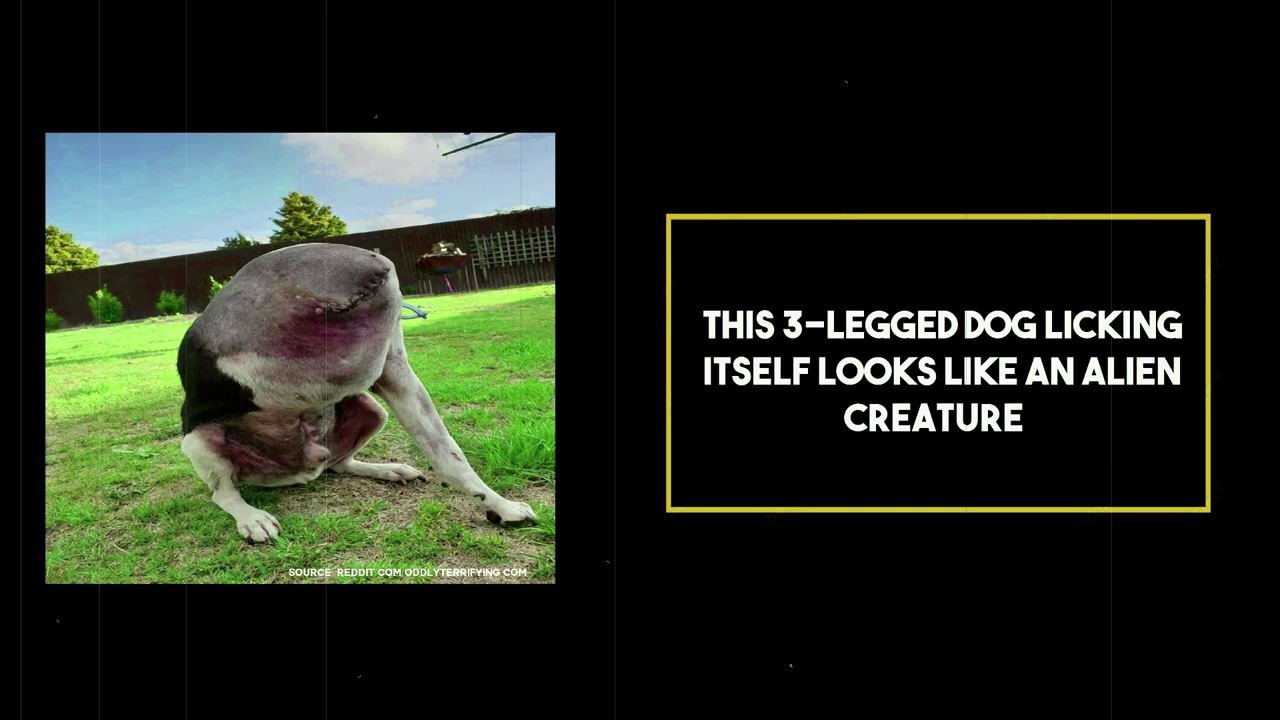 THIS 3-LEGGED DOG LICKING
ITSELF LOOKS LIKE AN ALIEN
CREATURE
SOURCE: REDDIT.COM/ODDLYTERRIFYING.COM